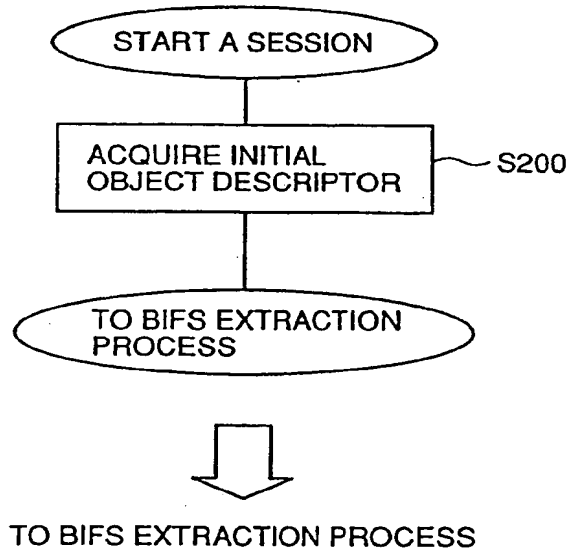 START A SESSION
ACQUIRE INITIAL
OBJECT DESCRIPTOR
S200
TO BIFS EXTRACTION
PROCESS
TO BIFS EXTRACTION PROCESS